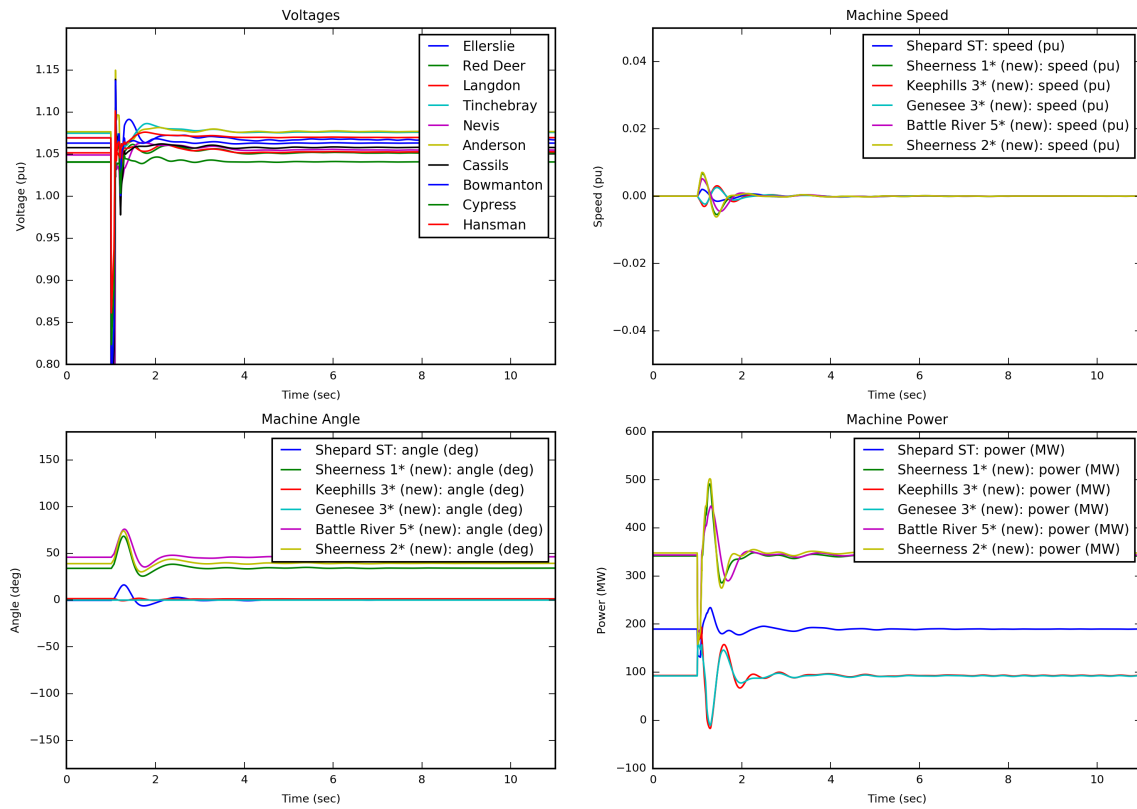 Voltages
1.15
1.10
1.05
1.00
0.95
0.90
0.85
0.80
Voltage (pu)
Ellerslie
Red Deer
Langdon
Tinchebray
Nevis
Anderson
Cassils
Bowmanton
Cypress
Hansman
0 2 4 6 8 10
Time (sec)
Machine Speed
0.04
0.02
0.00
−0.02
−0.04
Speed (pu)
Shepard ST: speed (pu)
Sheerness 1* (new): speed (pu)
Keephills 3* (new): speed (pu)
Genesee 3* (new): speed (pu)
Battle River 5* (new): speed (pu)
Sheerness 2* (new): speed (pu)
0 2 4 6 8 10
Time (sec)
Machine Angle
150
100
50
0
−50
−100
−150
Angle (deg)
Shepard ST: angle (deg)
Sheerness 1* (new): angle (deg)
Keephills 3* (new): angle (deg)
Genesee 3* (new): angle (deg)
Battle River 5* (new): angle (deg)
Sheerness 2* (new): angle (deg)
0 2 4 6 8 10
Time (sec)
Machine Power
600
500
400
300
200
100
0
−100
Power (MW)
Shepard ST: power (MW)
Sheerness 1* (new): power (MW)
Keephills 3* (new): power (MW)
Genesee 3* (new): power (MW)
Battle River 5* (new): power (MW)
Sheerness 2* (new): power (MW)
0 2 4 6 8 10
Time (sec)